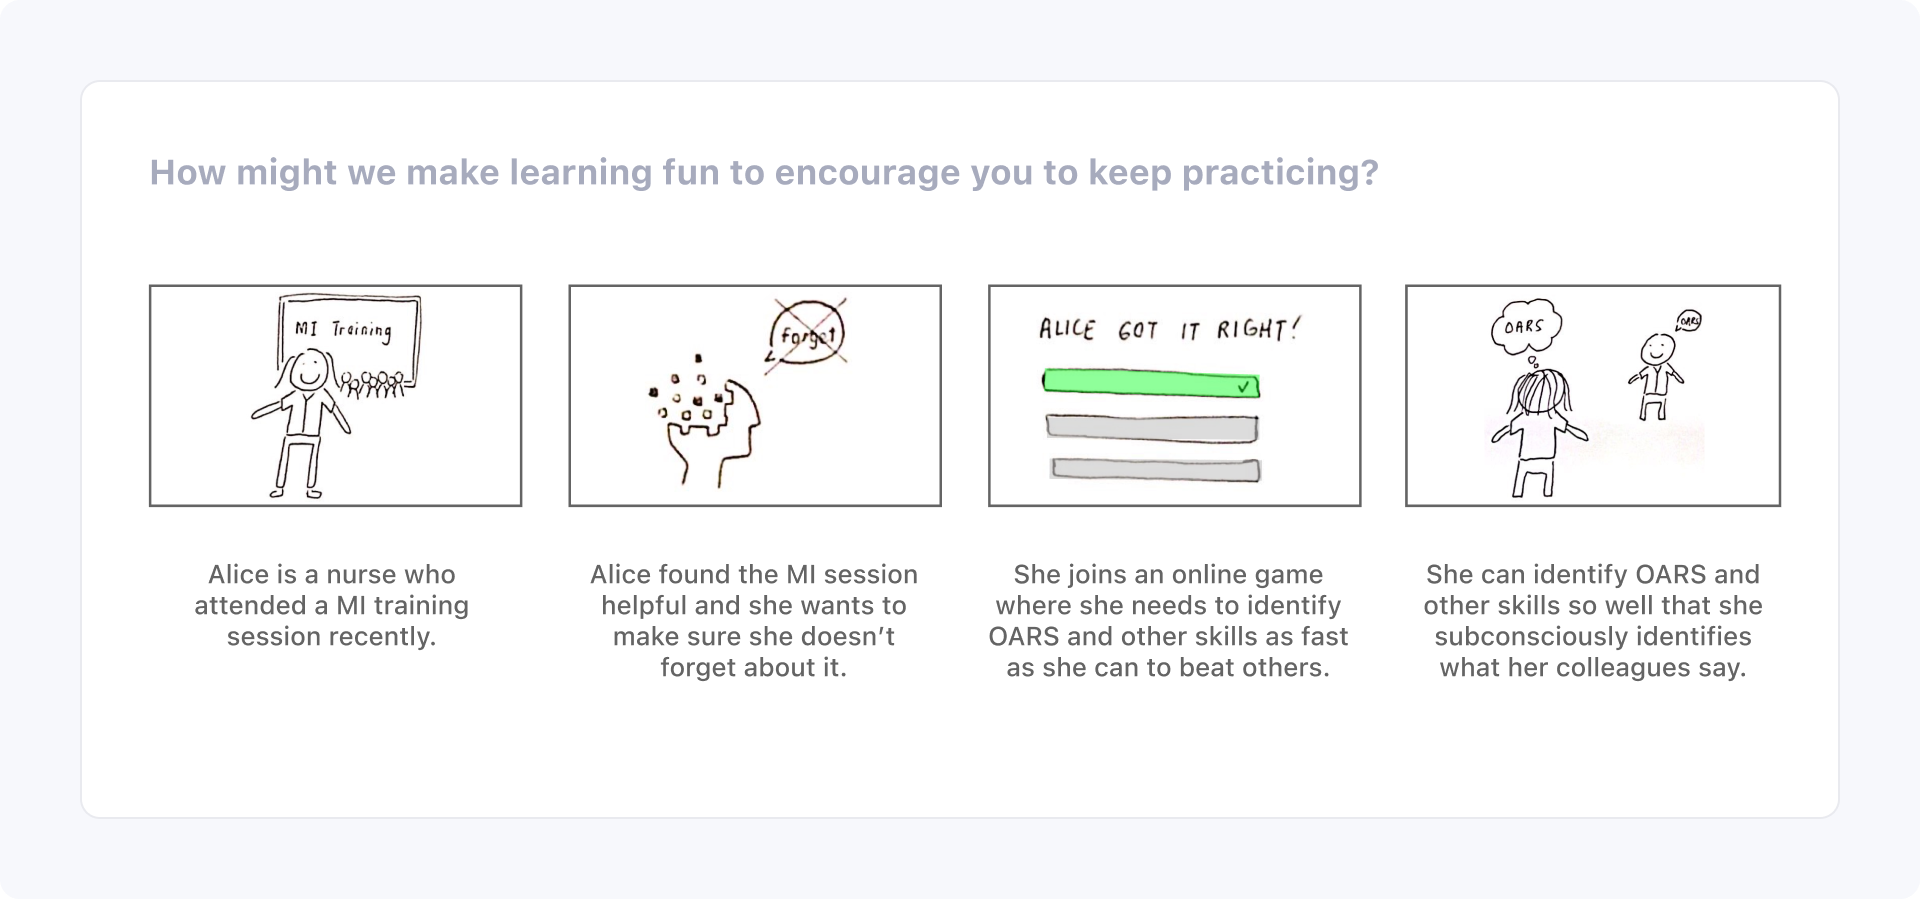 How might we make learning fun to encourage you to keep practicing?
MI Training
forget
ALICE GOT IT RIGHT!
OARS
OARS
Alice is a nurse who
attended a MI training
session recently.
Alice found the MI session
helpful and she wants to
make sure she doesn’t
forget about it.
She joins an online game
where she needs to identify
OARS and other skills as fast
as she can to beat others.
She can identify OARS and
other skills so well that she
subconsciously identifies
what her colleagues say.